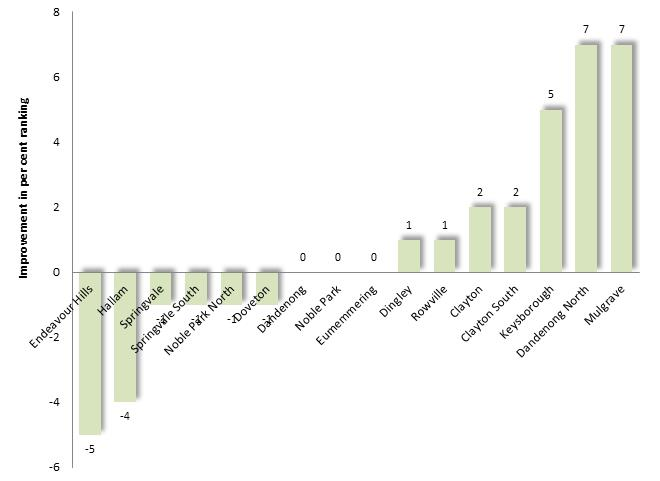 8
6
4
2
0
-2
-4
-6
Improvement in per cent ranking
-5
-4
0
0
0
1
1
2
2
5
7
7
Endeavour Hills
Hallam
Springvale
Springvale South
Noble Park North
Doveton
Dandenong
Noble Park
Eumemmering
Dingley
Rowville
Clayton
Clayton South
Keysborough
Dandenong North
Mulgrave